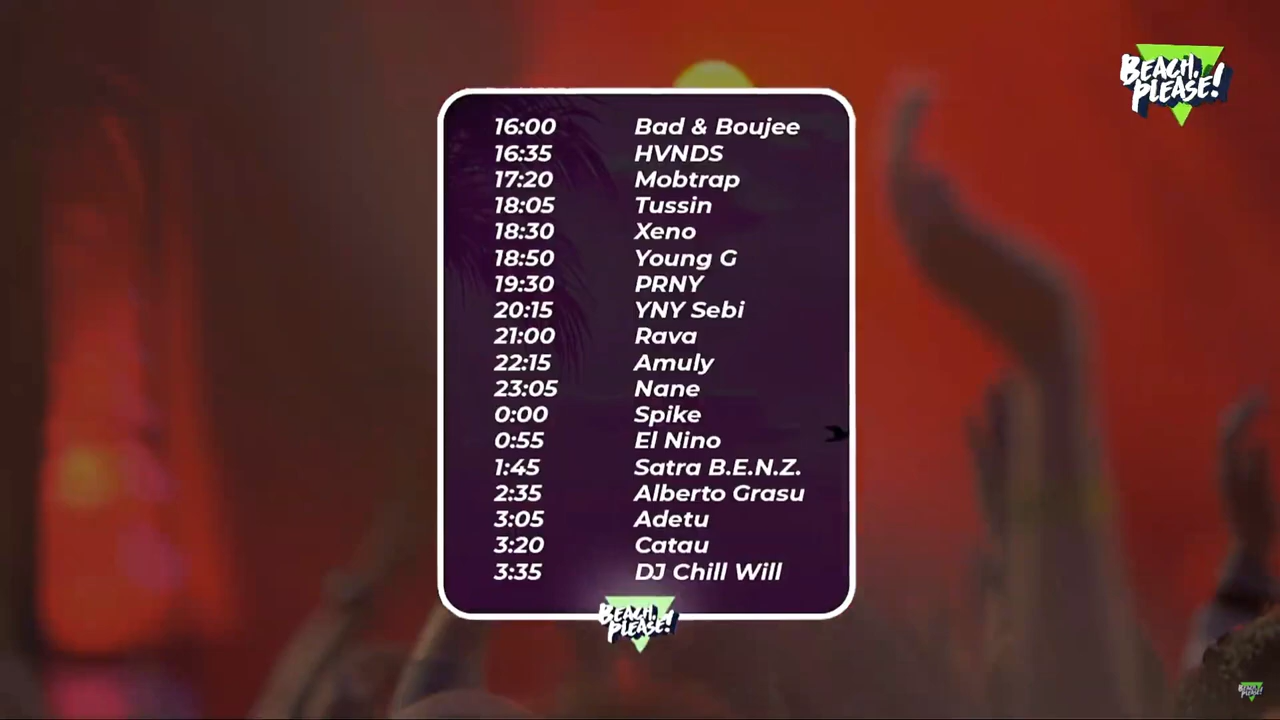 BEACH,
PLEASE!
16:00 Bad & Boujee
16:35 HVNDS
17:20 Mobtrap
18:05 Tussin
18:30 Xeno
18:50 Young G
19:30 PRNY
20:15 YNY Sebi
21:00 Rava
22:15 Amuly
23:05 Nane
0:00 Spike
0:55 El Nino
1:45 Satra B.E.N.Z.
2:35 Alberto Grasu
3:05 Adetu
3:20 Catau
3:35 DJ Chill Will
BEACH,
PLEASE!
BEACH,
PLEASE!